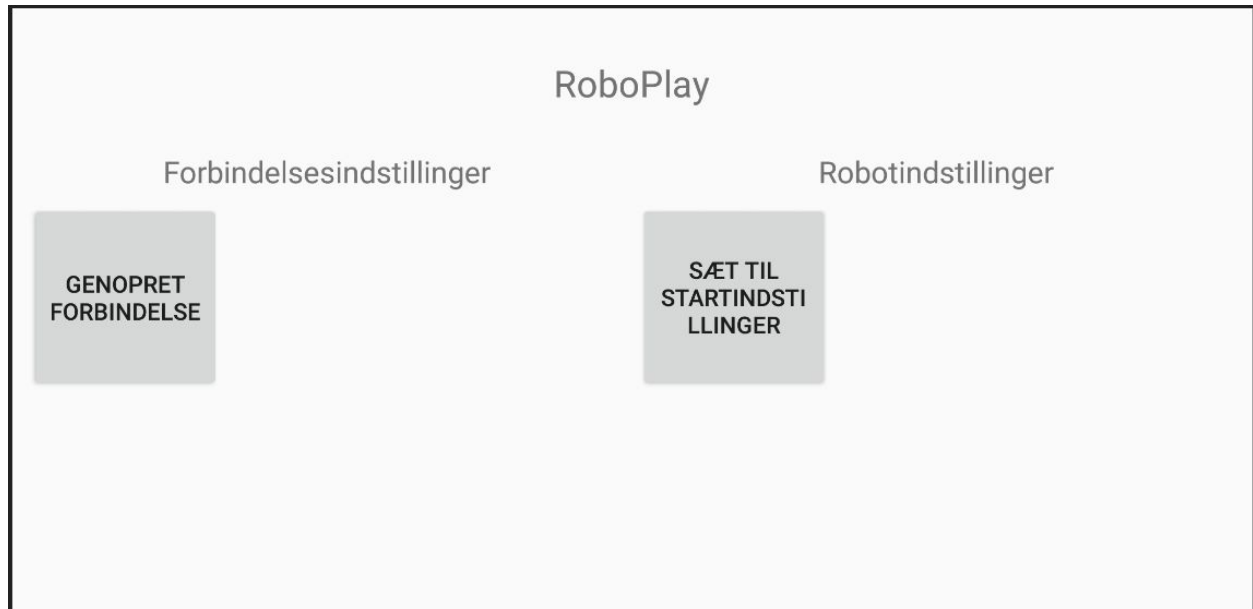 RoboPlay
Forbindelsesindstillinger
Robotindstillinger
GENOPRET
FORBINDELSE
SÆT TIL
STARTINDSTI
LLINGER